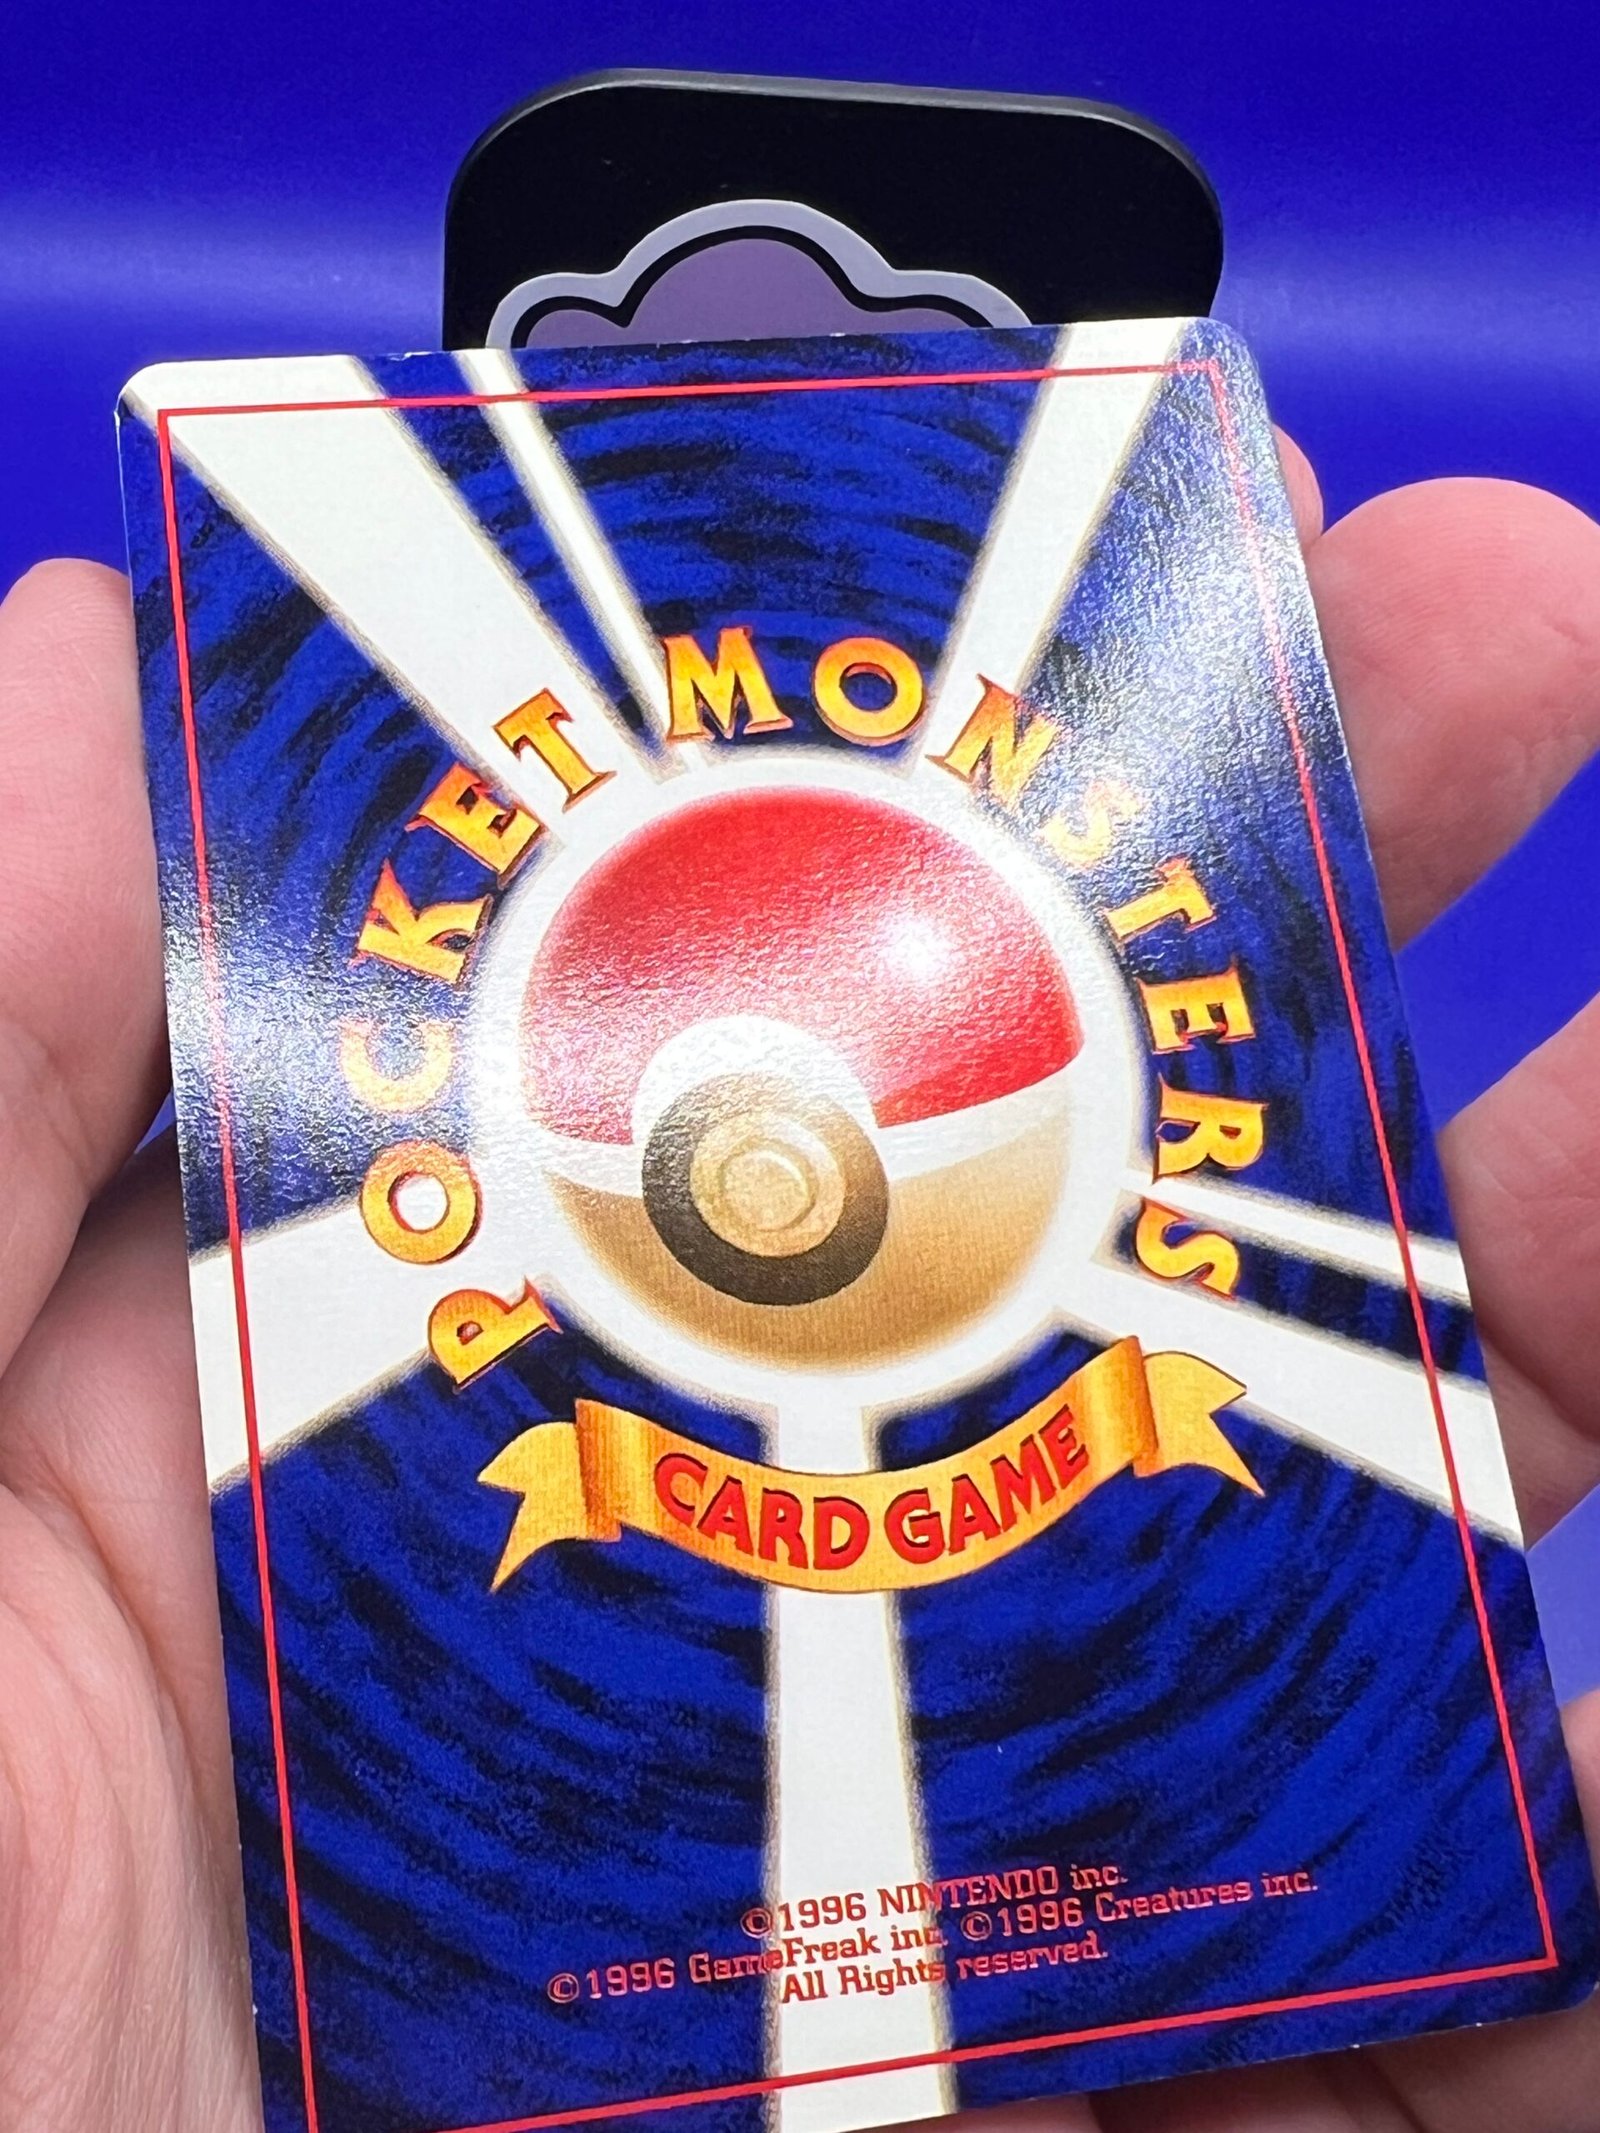 POCKET MONSTERS
CARD GAME
©1996 NINTENDO inc.
©1996 GameFreak inc. ©1996 Creatures inc.
All Rights reserved.